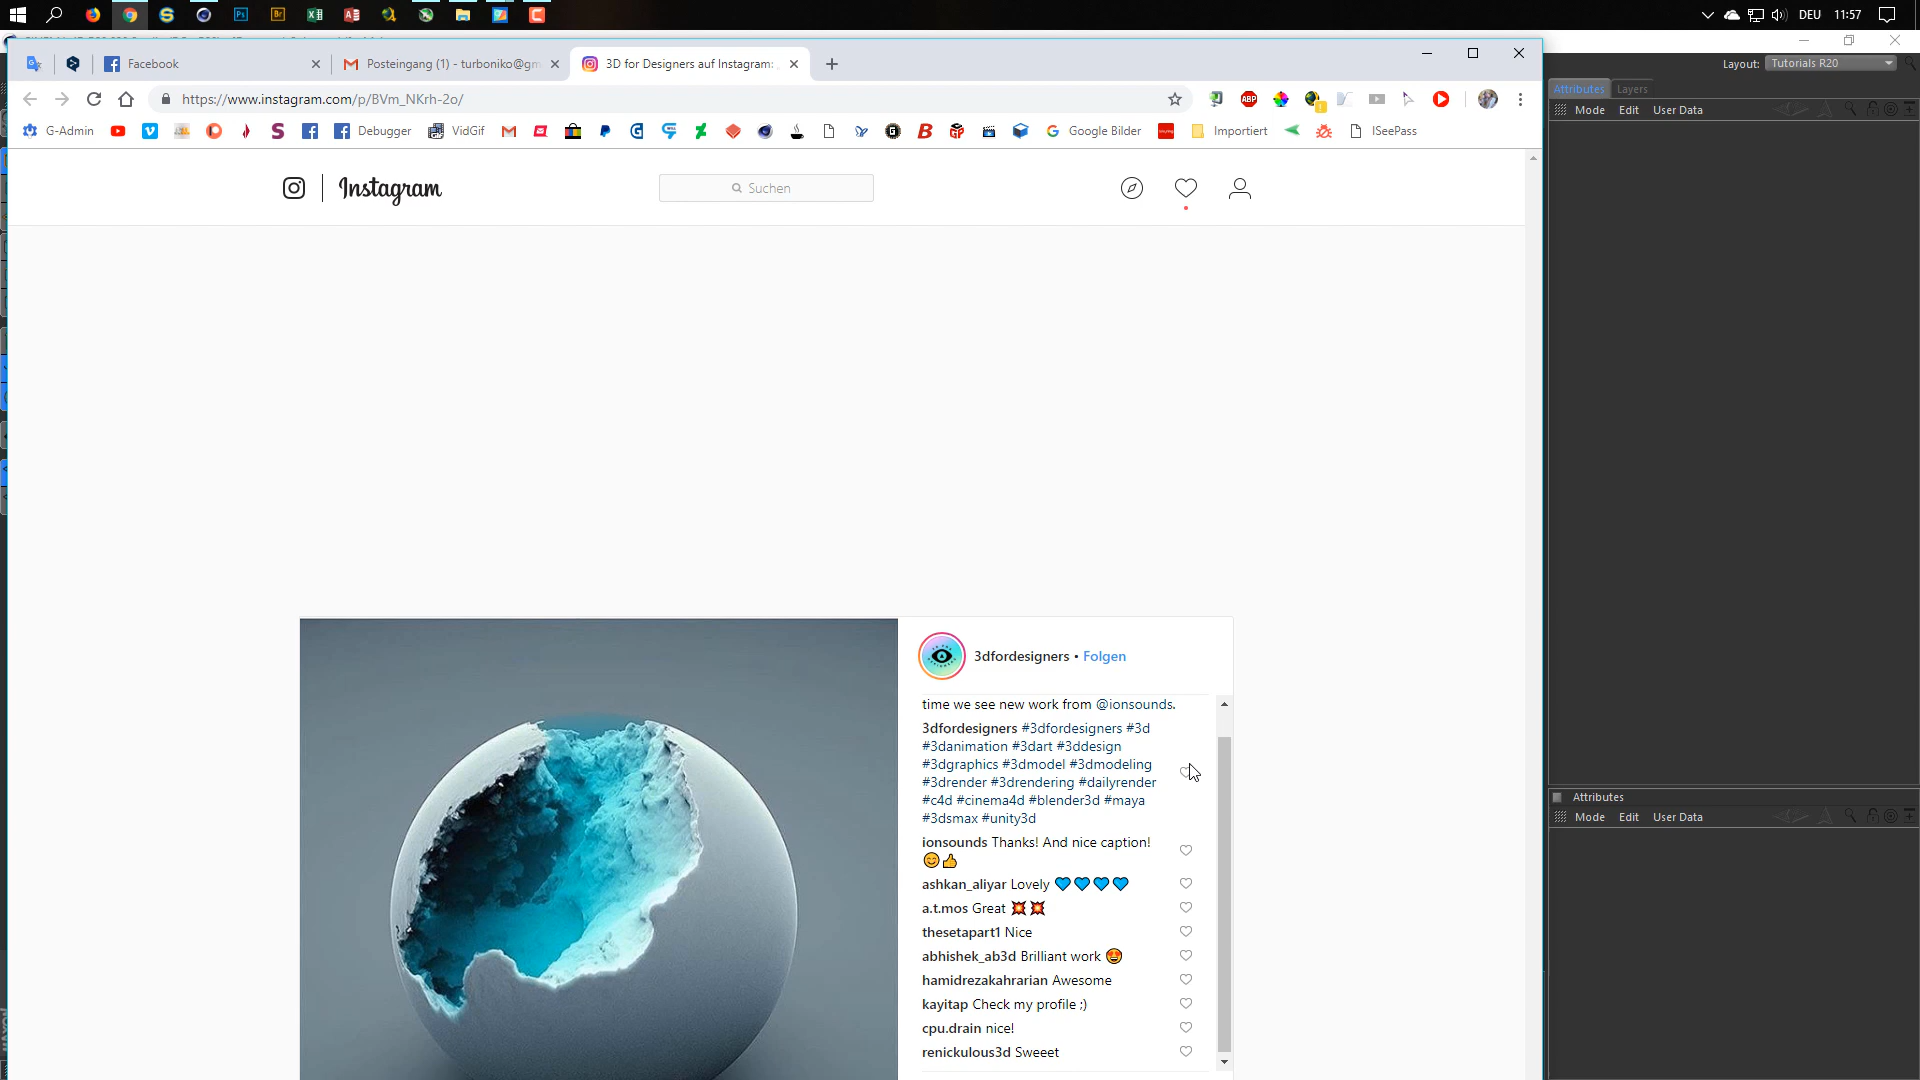 DEU 11:57
Facebook
Posteingang (1) - turboniko@gm
3D for Designers auf Instagram:
https://www.instagram.com/p/BVm_NKrh-2o/
G-Admin
Debugger
VidGif
Google Bilder
Importiert
ISeePass
Instagram
Suchen
3dfordesigners • Folgen
time we see new work from @ionsounds.
3dfordesigners #3dfordesigners #3d
#3danimation #3dart #3ddesign
#3dgraphics #3dmodel #3dmodeling
#3drender #3drendering #dailyrender
#c4d #cinema4d #blender3d #maya
#3dsmax #unity3d
ionsounds Thanks! And nice caption!
😊👍
ashkan_aliyar Lovely 💙💙💙💙
a.t.mos Great 💥💥
thesetapart1 Nice
abhishek_ab3d Brilliant work 🤩
hamidrezakahrarian Awesome
kayitap Check my profile ;)
cpu.drain nice!
renickulous3d Sweeet
Layout: Tutorials R20
Attributes Layers
Mode Edit User Data
Attributes
Mode Edit User Data